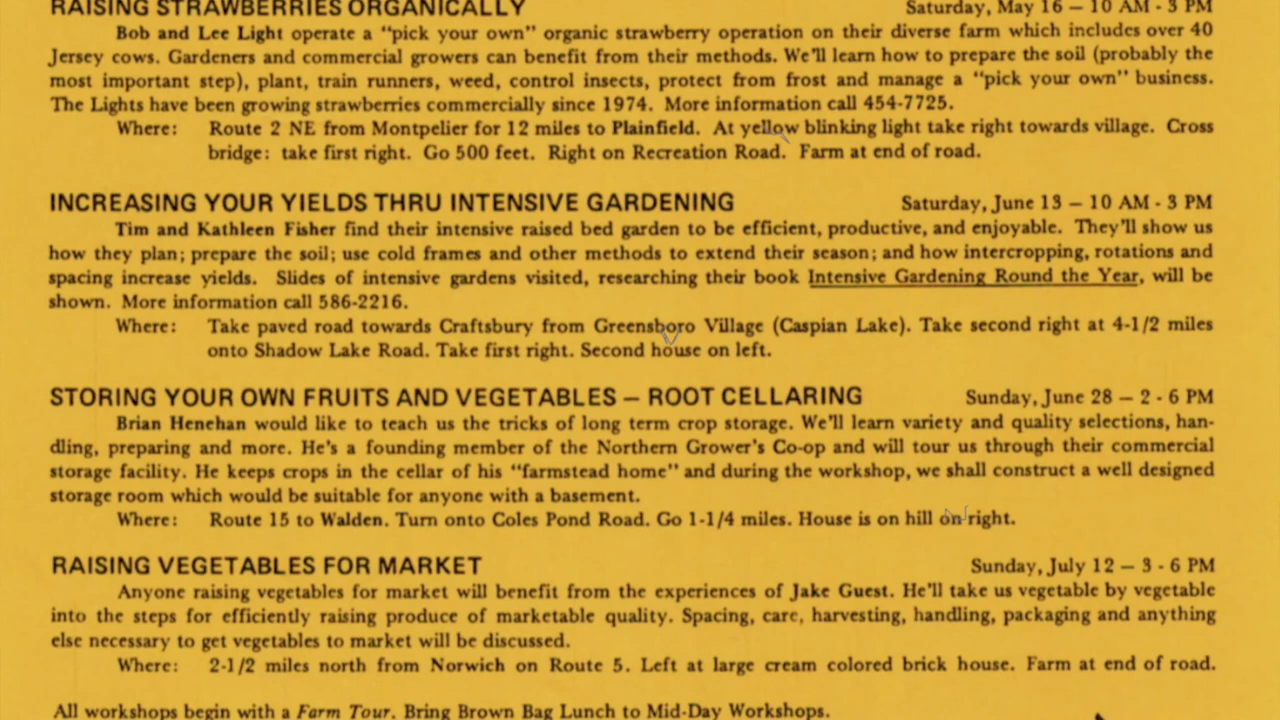 RAISING STRAWBERRIES ORGANICALLY Saturday, May 16 — 10 AM - 3 PM
Bob and Lee Light operate a "pick your own" organic strawberry operation on their diverse farm which includes over 40
Jersey cows. Gardeners and commercial growers can benefit from their methods. We'll learn how to prepare the soil (probably the
most important step), plant, train runners, weed, control insects, protect from frost and manage a "pick your own" business.
The Lights have been growing strawberries commercially since 1974. More information call 454-7725.
Where: Route 2 NE from Montpelier for 12 miles to Plainfield. At yellow blinking light take right towards village. Cross
bridge: take first right. Go 500 feet. Right on Recreation Road. Farm at end of road.
INCREASING YOUR YIELDS THRU INTENSIVE GARDENING Saturday, June 13 — 10 AM - 3 PM
Tim and Kathleen Fisher find their intensive raised bed garden to be efficient, productive, and enjoyable. They'll show us
how they plan; prepare the soil; use cold frames and other methods to extend their season; and how intercropping, rotations and
spacing increase yields. Slides of intensive gardens visited, researching their book Intensive Gardening Round the Year, will be
shown. More information call 586-2216.
Where: Take paved road towards Craftsbury from Greensboro Village (Caspian Lake). Take second right at 4-1/2 miles
onto Shadow Lake Road. Take first right. Second house on left.
STORING YOUR OWN FRUITS AND VEGETABLES — ROOT CELLARING Sunday, June 28 — 2 - 6 PM
Brian Henehan would like to teach us the tricks of long term crop storage. We'll learn variety and quality selections, han-
dling, preparing and more. He's a founding member of the Northern Grower's Co-op and will tour us through their commercial
storage facility. He keeps crops in the cellar of his "farmstead home" and during the workshop, we shall construct a well designed
storage room which would be suitable for anyone with a basement.
Where: Route 15 to Walden. Turn onto Coles Pond Road. Go 1-1/4 miles. House is on hill on right.
RAISING VEGETABLES FOR MARKET Sunday, July 12 — 3 - 6 PM
Anyone raising vegetables for market will benefit from the experiences of Jake Guest. He'll take us vegetable by vegetable
into the steps for efficiently raising produce of marketable quality. Spacing, care, harvesting, handling, packaging and anything
else necessary to get vegetables to market will be discussed.
Where: 2-1/2 miles north from Norwich on Route 5. Left at large cream colored brick house. Farm at end of road.
All workshops begin with a Farm Tour. Bring Brown Bag Lunch to Mid-Day Workshops.